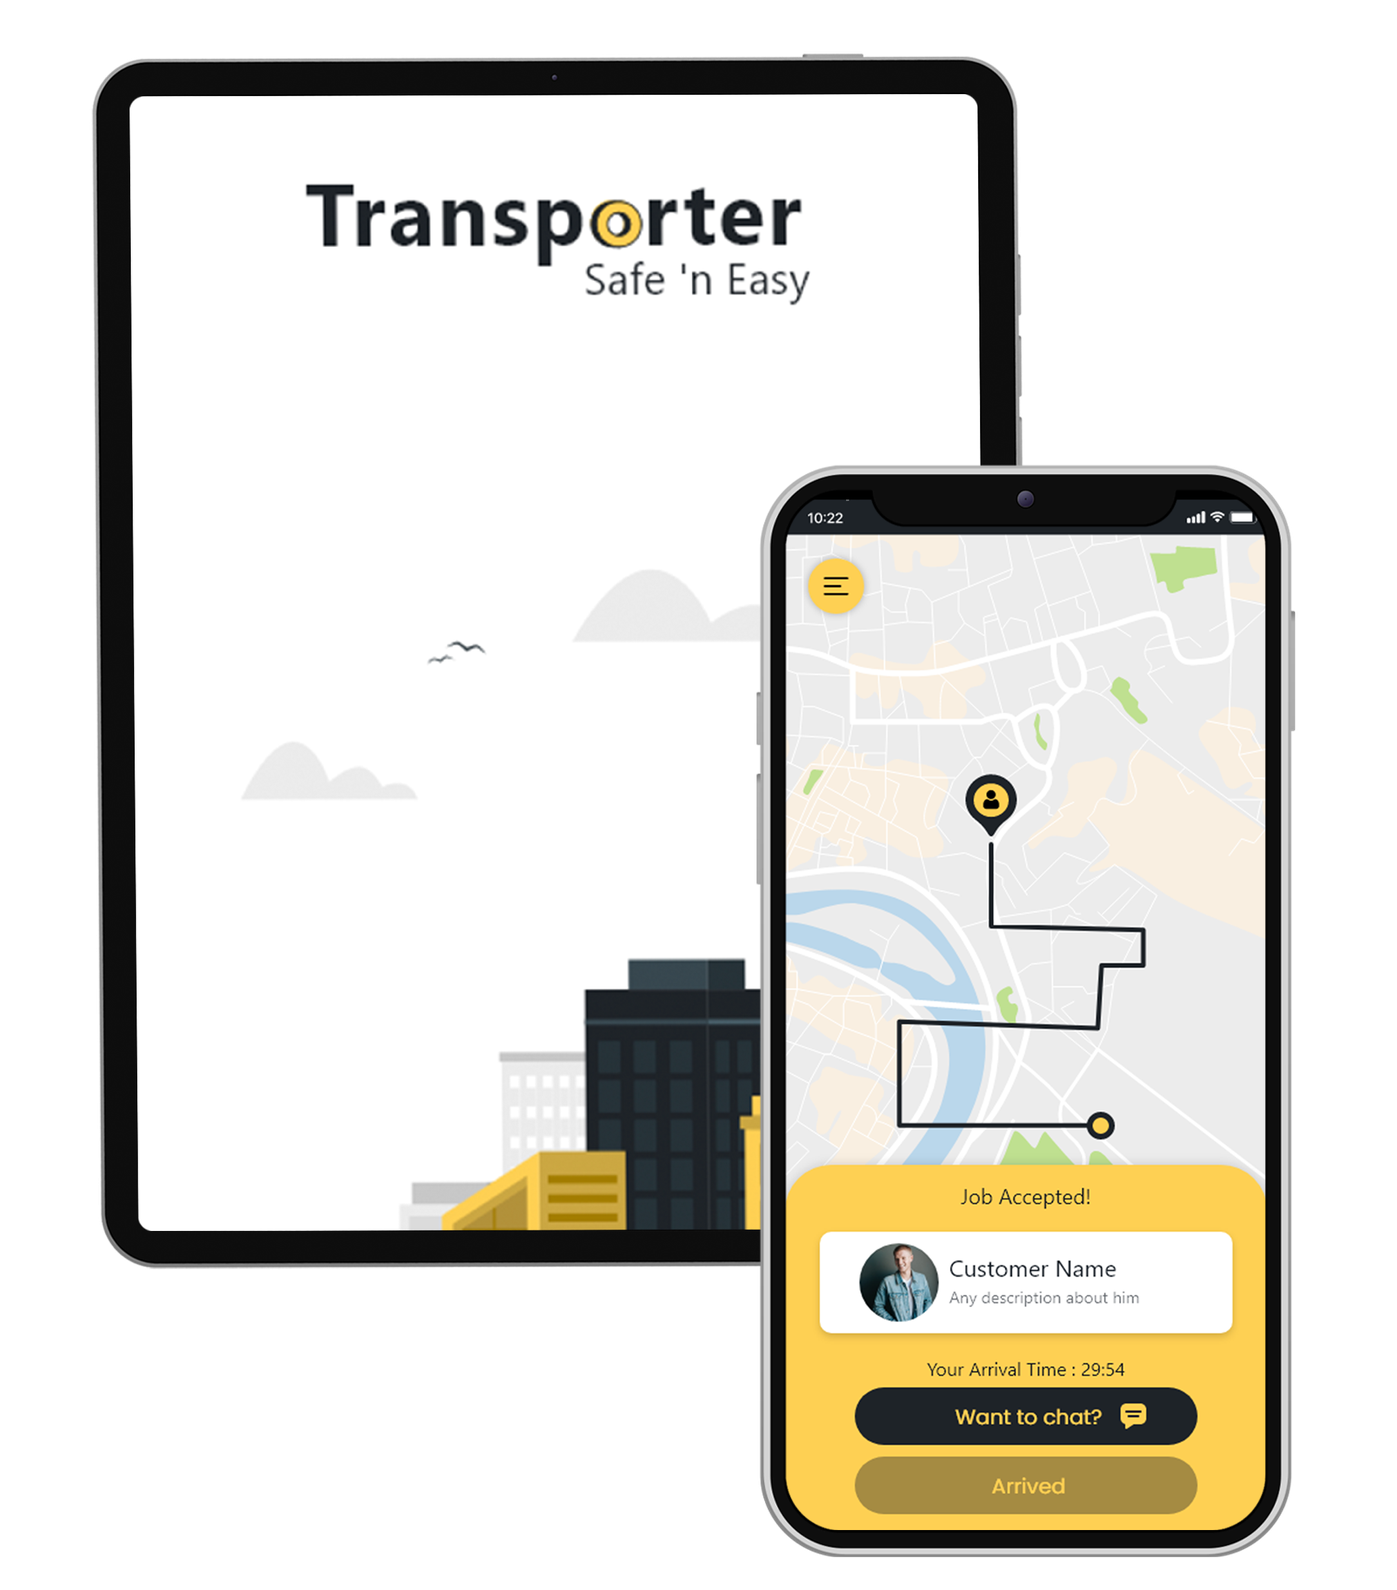 Transporter
Safe 'n Easy
10:22
Job Accepted!
Customer Name
Any description about him
Your Arrival Time : 29:54
Want to chat?
Arrived